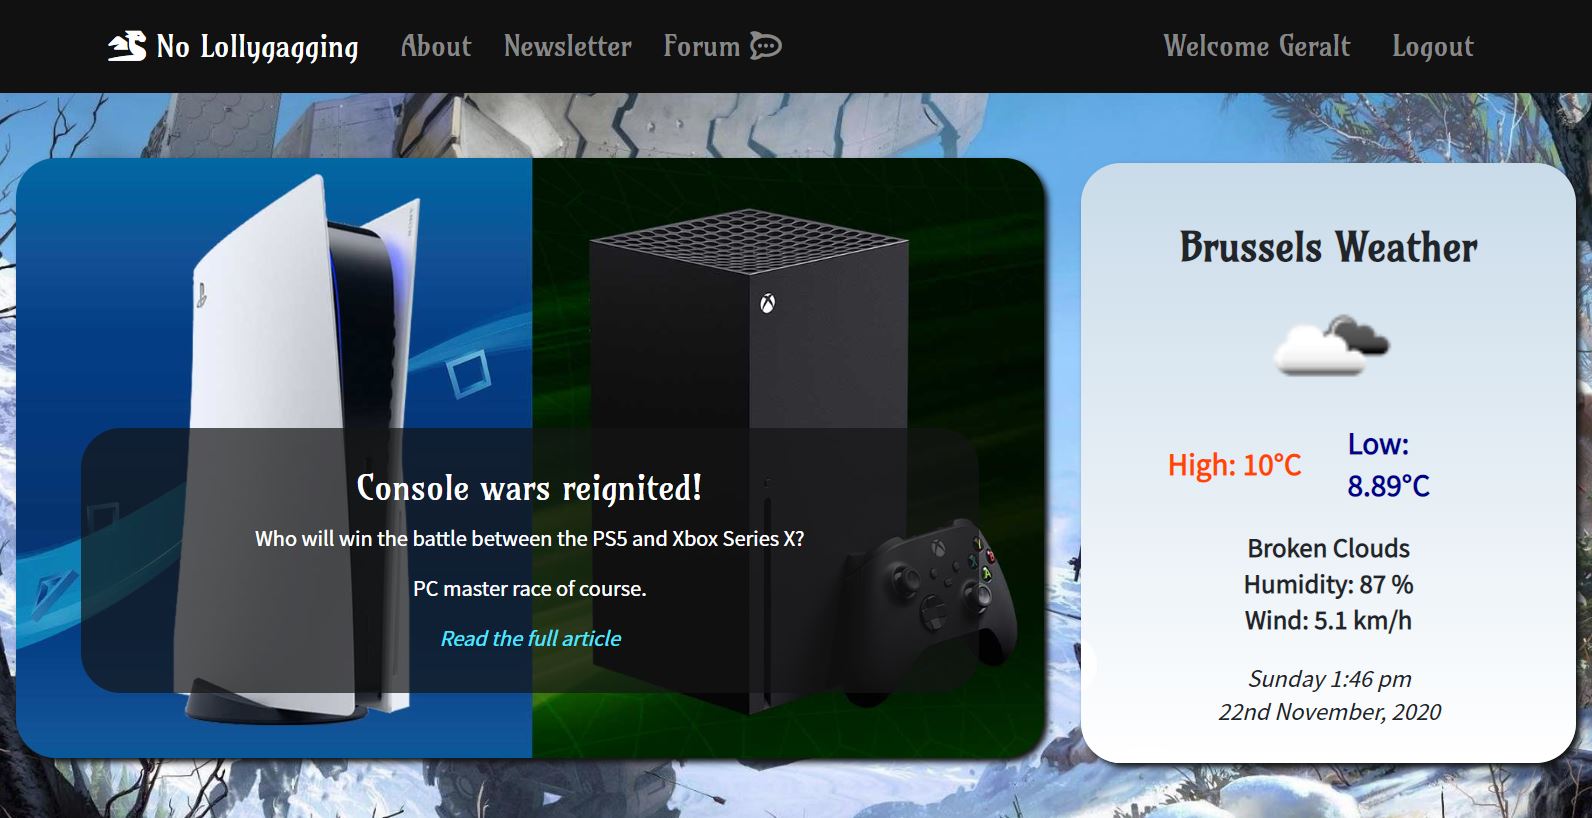 No Lollygagging About Newsletter Forum Welcome Geralt Logout
Console wars reignited!
Who will win the battle between the PS5 and Xbox Series X?
PC master race of course.
Read the full article
Brussels Weather
High: 10°C
Low:
8.89°C
Broken Clouds
Humidity: 87 %
Wind: 5.1 km/h
Sunday 1:46 pm
22nd November, 2020
Y
B
X
A